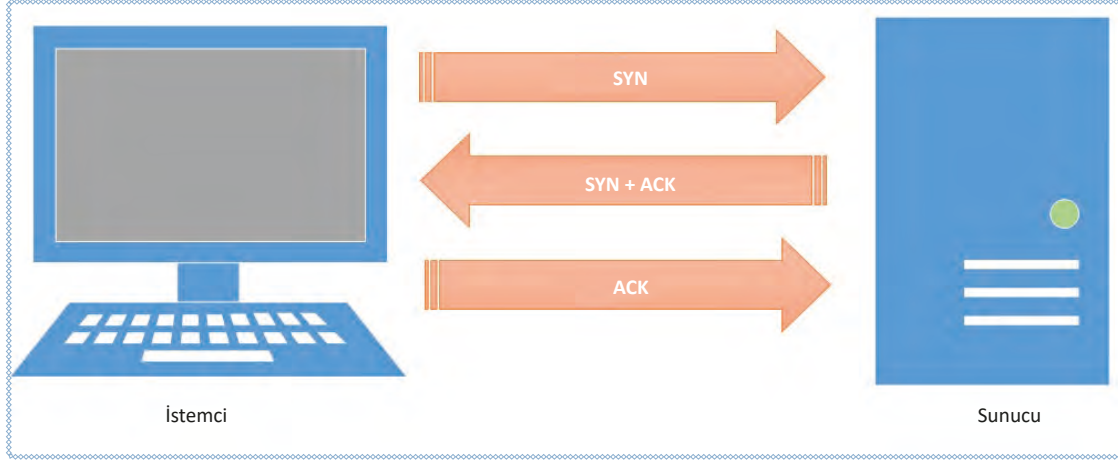 SYN
SYN + ACK
ACK
İstemci
Sunucu